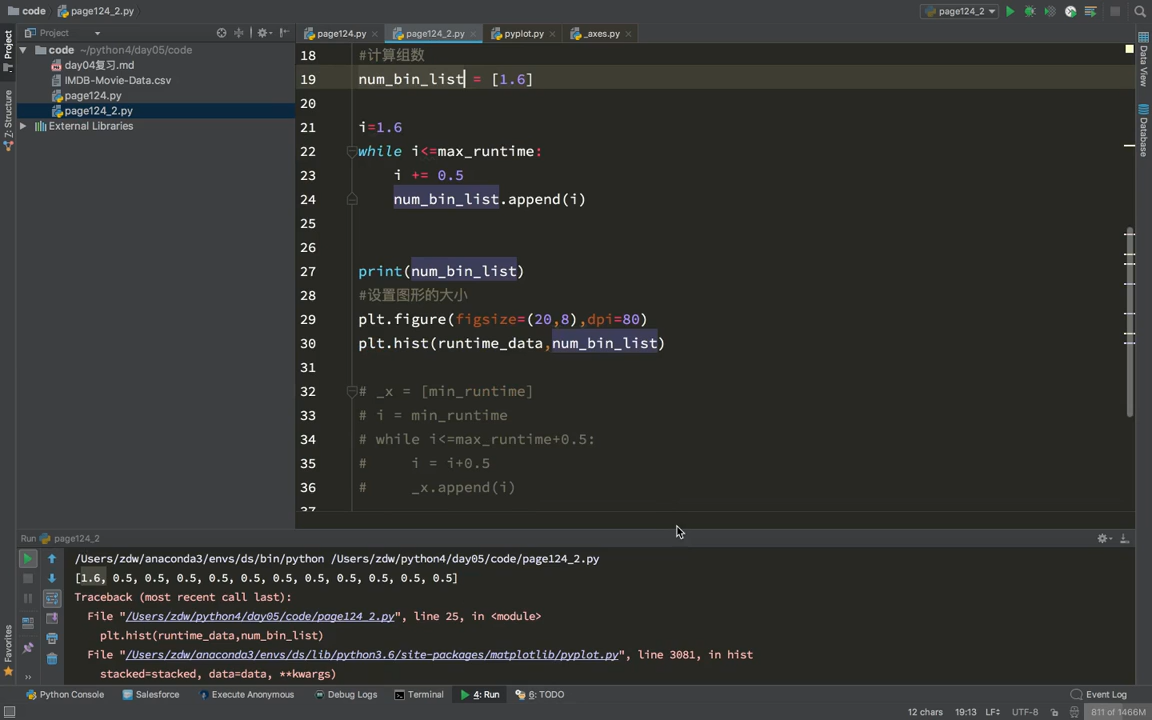 code page124_2.py
page124_2
Project
page124.py page124_2.py pyplot.py _axes.py
code ~/python4/day05/code
day04复习.md
IMDB-Movie-Data.csv
page124.py
page124_2.py
External Libraries
Project
Z: Structure
Favorites
Data View
Database
18 #计算组数
19 num_bin_list = [1.6]
20
21 i=1.6
22 while i<=max_runtime:
23 i += 0.5
24 num_bin_list.append(i)
25
26
27 print(num_bin_list)
28 #设置图形的大小
29 plt.figure(figsize=(20,8),dpi=80)
30 plt.hist(runtime_data,num_bin_list)
31
32 # _x = [min_runtime]
33 # i = min_runtime
34 # while i<=max_runtime+0.5:
35 # i = i+0.5
36 # _x.append(i)
37
Run page124_2
/Users/zdw/anaconda3/envs/ds/bin/python /Users/zdw/python4/day05/code/page124_2.py
[1.6, 0.5, 0.5, 0.5, 0.5, 0.5, 0.5, 0.5, 0.5, 0.5, 0.5, 0.5]
Traceback (most recent call last):
File "/Users/zdw/python4/day05/code/page124_2.py", line 25, in <module>
plt.hist(runtime_data,num_bin_list)
File "/Users/zdw/anaconda3/envs/ds/lib/python3.6/site-packages/matplotlib/pyplot.py", line 3081, in hist
stacked=stacked, data=data, **kwargs)
Python Console Salesforce Execute Anonymous Debug Logs Terminal 4: Run 6: TODO Event Log
12 chars 19:13 LF÷ UTF-8 811 of 1466M